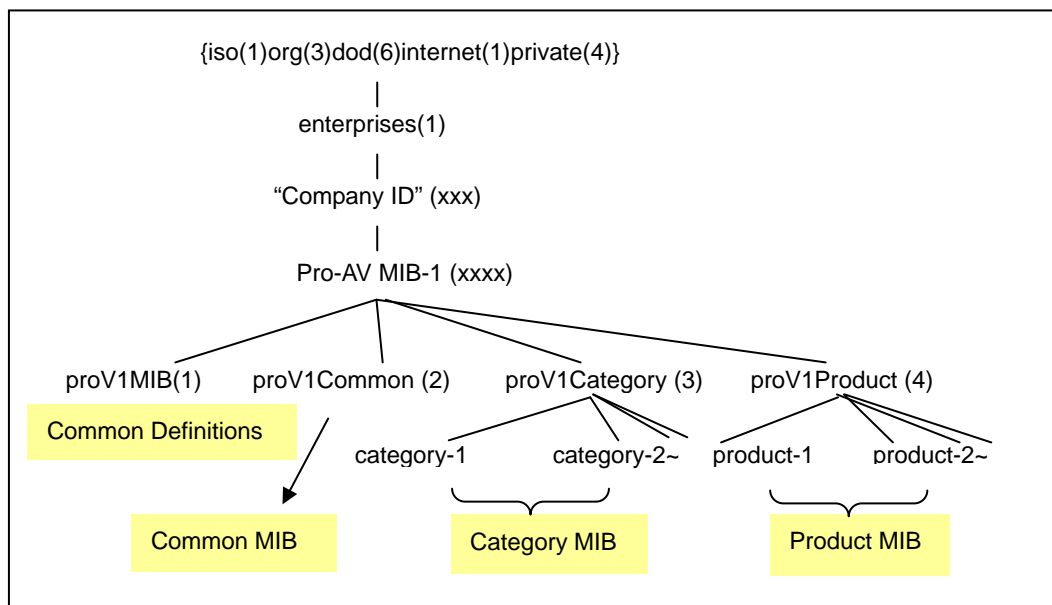 {iso(1)org(3)dod(6)internet(1)private(4)}
enterprises(1)
“Company ID” (xxx)
Pro-AV MIB-1 (xxxx)
proV1MIB(1) proV1Common (2) proV1Category (3) proV1Product (4)
Common Definitions
category-1 category-2~ product-1 product-2~
Common MIB Category MIB Product MIB